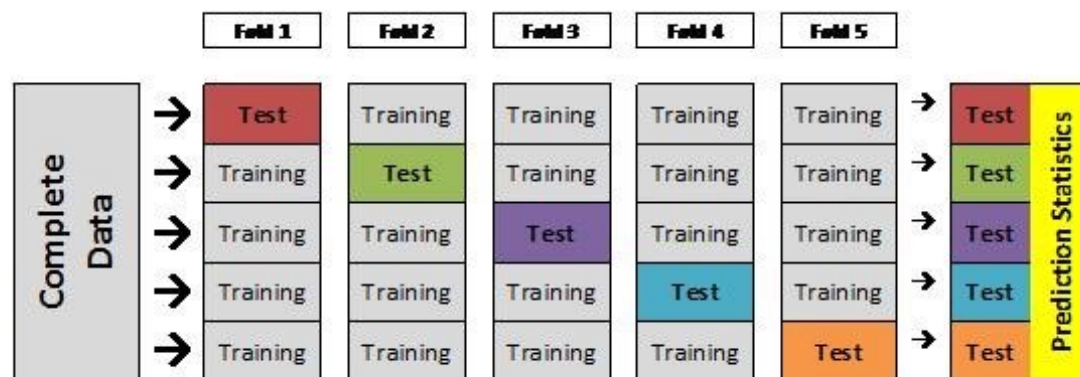 Fold 1 Fold 2 Fold 3 Fold 4 Fold 5
Complete
Data
Test Training Training Training Training Test
Training Test Training Training Training Test
Training Training Test Training Training Test
Training Training Training Test Training Test
Training Training Training Training Test Test
Prediction Statistics